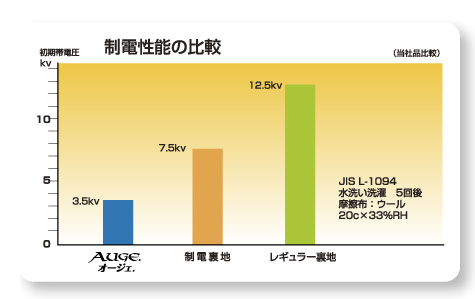 制電性能の比較
初期帯電圧
kv
(当社品比較)
10
5
0
3.5kv
7.5kv
12.5kv
JIS L-1094
水洗い洗濯 5回後
摩擦布：ウール
20c×33%RH
AUGE.
オージェ.
制電裏地
レギュラー裏地